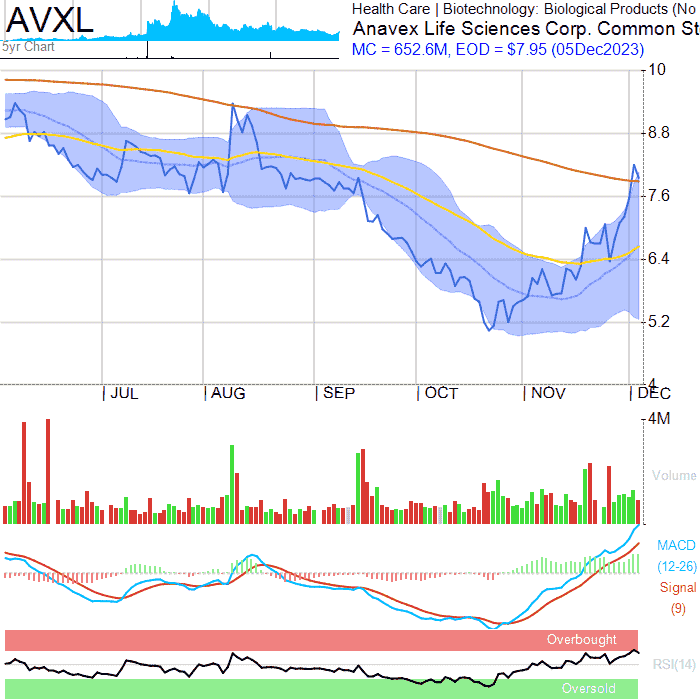 AVXL
5yr Chart
Health Care | Biotechnology: Biological Products (No
Anavex Life Sciences Corp. Common St
MC = 652.6M, EOD = $7.95 (05Dec2023)
10
8.8
7.6
6.4
5.2
4
JUL
AUG
SEP
OCT
NOV
DEC
4M
Volume
MACD
(12-26)
Signal
(9)
Overbought
RSI(14)
Oversold